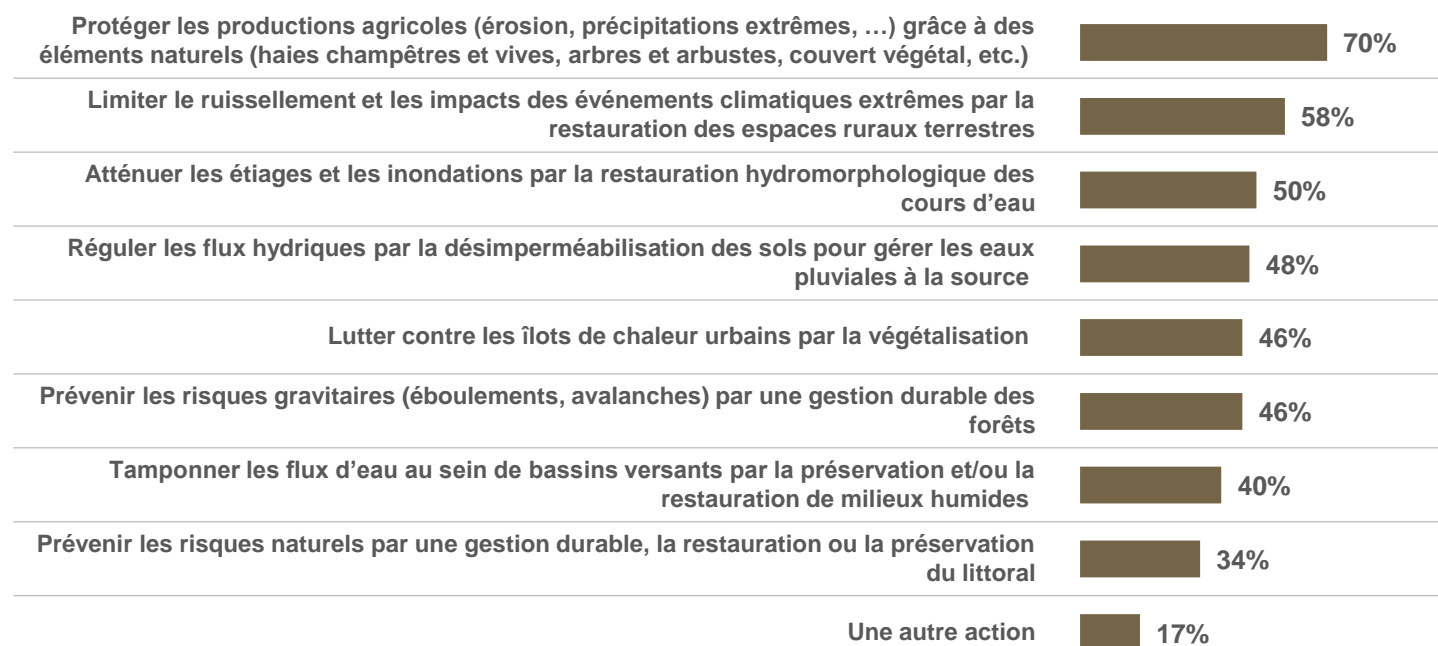 Protéger les productions agricoles (érosion, précipitations extrêmes, …) grâce à des
éléments naturels (haies champêtres et vives, arbres et arbustes, couvert végétal, etc.)
70%
Limiter le ruissellement et les impacts des événements climatiques extrêmes par la
restauration des espaces ruraux terrestres
58%
Atténuer les étiages et les inondations par la restauration hydromorphologique des
cours d’eau
50%
Réguler les flux hydriques par la désimperméabilisation des sols pour gérer les eaux
pluviales à la source
48%
Lutter contre les îlots de chaleur urbains par la végétalisation
46%
Prévenir les risques gravitaires (éboulements, avalanches) par une gestion durable des
forêts
46%
Tamponner les flux d’eau au sein de bassins versants par la préservation et/ou la
restauration de milieux humides
40%
Prévenir les risques naturels par une gestion durable, la restauration ou la préservation
du littoral
34%
Une autre action
17%